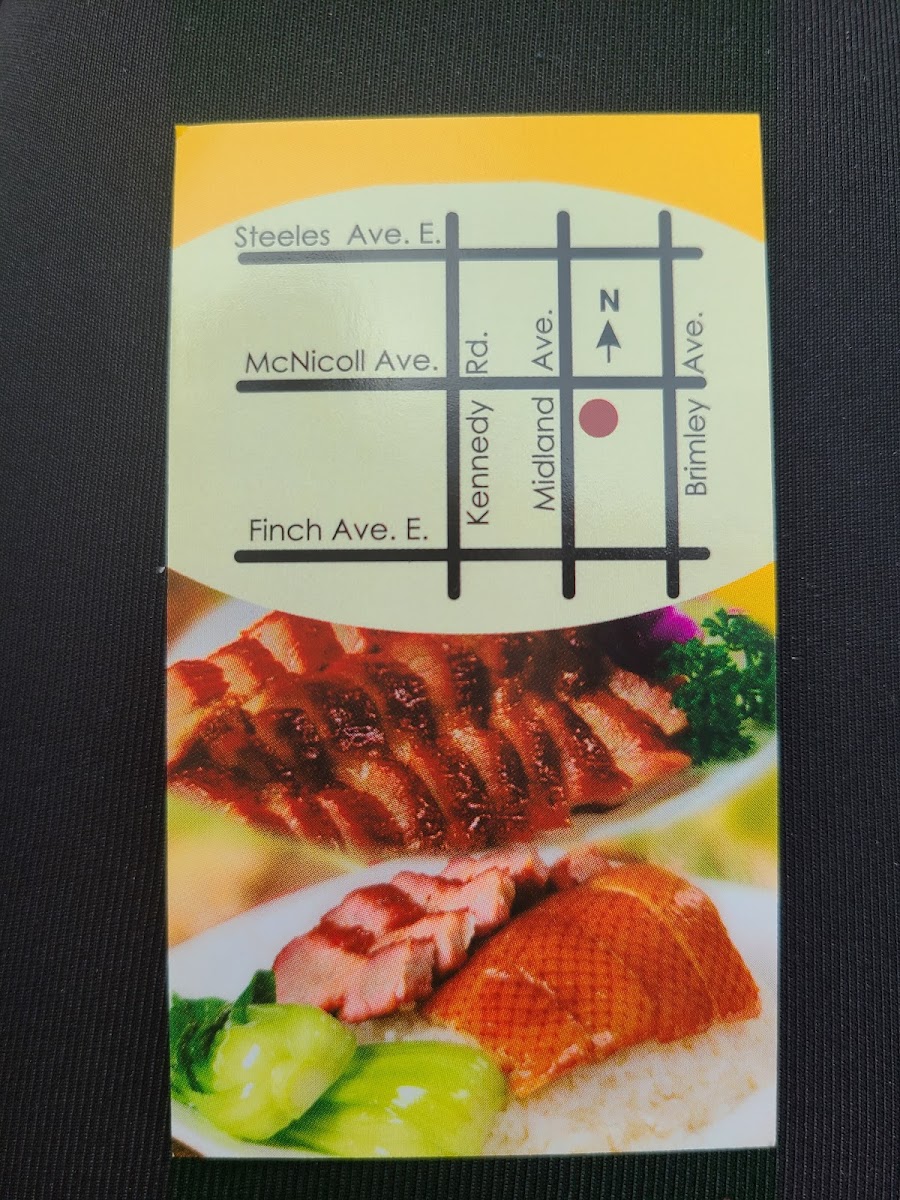 Steeles Ave. E.
N
McNicoll Ave.
Kennedy Rd.
Midland Ave.
Brimley Ave.
Finch Ave. E.